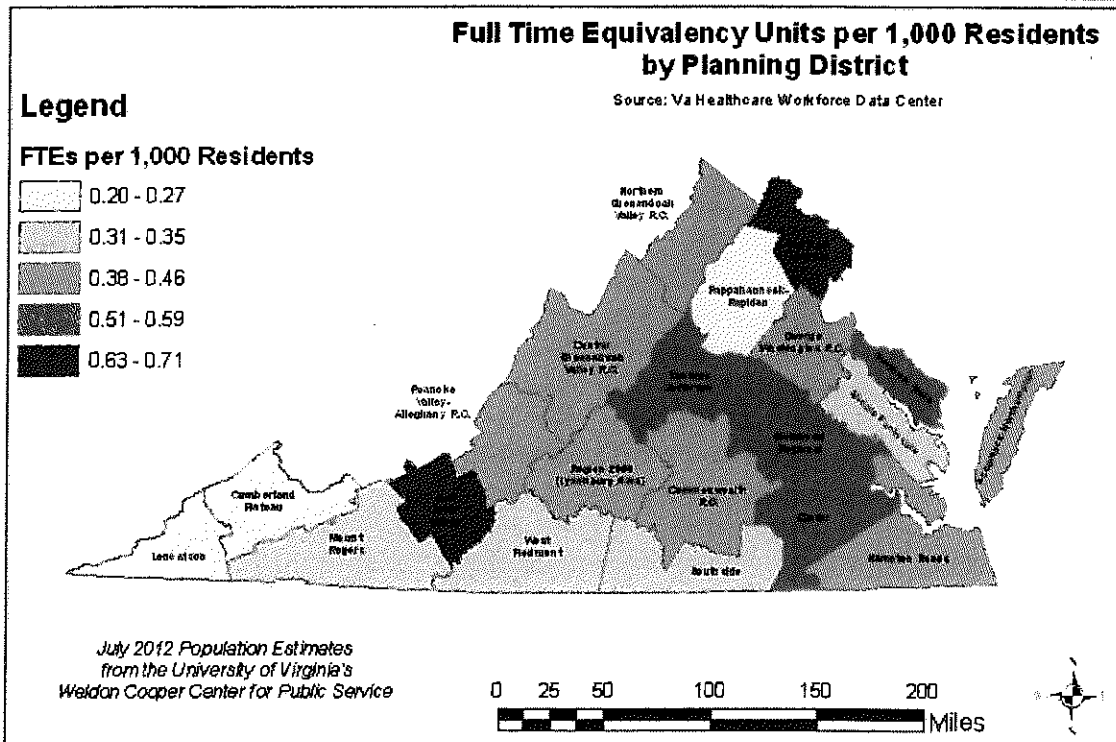 Full Time Equivalency Units per 1,000 Residents
by Planning District
Source: Va Healthcare Workforce Data Center
Legend
FTEs per 1,000 Residents
0.20 - 0.27
0.31 - 0.35
0.38 - 0.46
0.51 - 0.59
0.63 - 0.71
Northern
Shenandoah
Valley R.C.
Rappahannock-
Rapidan
Central
Shenandoah
Valley R.C.
Roanoke
Valley-
Alleghany R.C.
Region 2000
Commonwealth
R.C.
Cumberland
Plateau
Lenowisco
Mount
Rogers
West
Piedmont
Southside
Hampton Roads
July 2012 Population Estimates
from the University of Virginia's
Weldon Cooper Center for Public Service
0 25 50 100 150 200
Miles